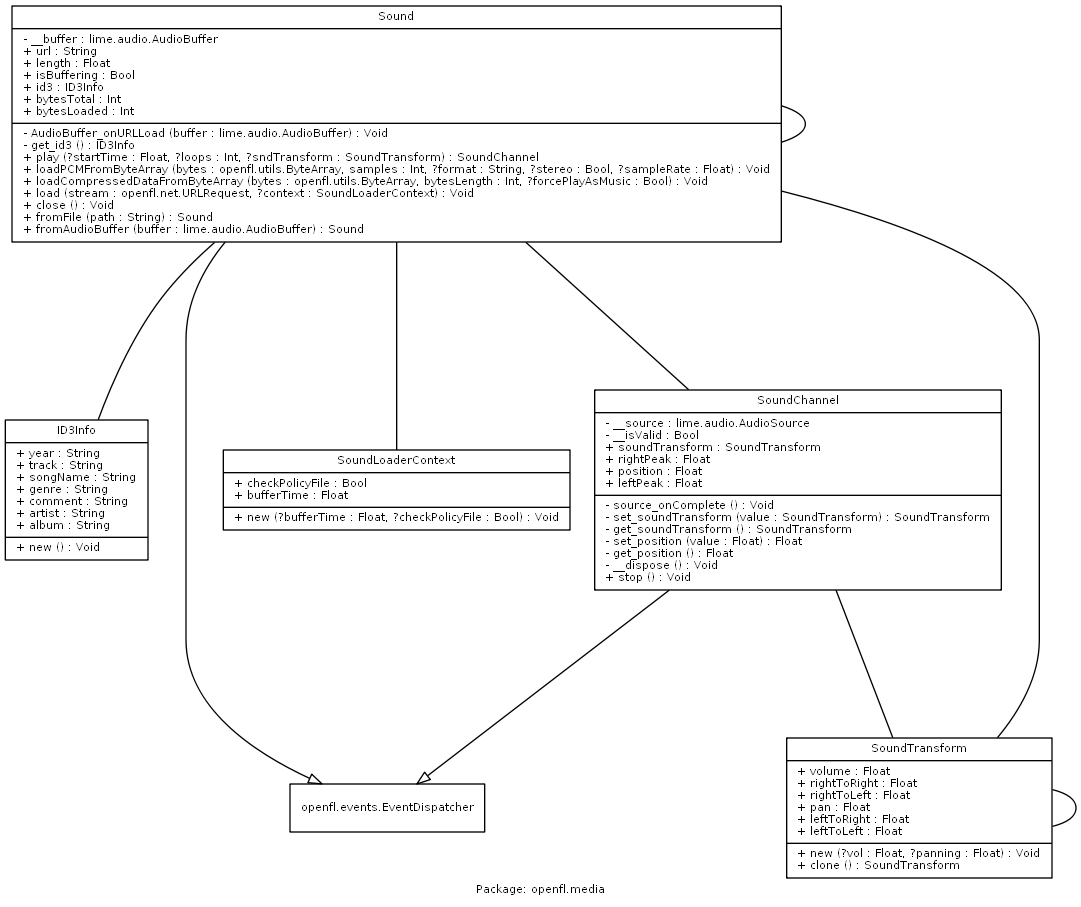 Sound
- __buffer : lime.audio.AudioBuffer
+ url : String
+ length : Float
+ isBuffering : Bool
+ id3 : ID3Info
+ bytesTotal : Int
+ bytesLoaded : Int
- AudioBuffer_onURLLoad (buffer : lime.audio.AudioBuffer) : Void
- get_id3 () : ID3Info
+ play (?startTime : Float, ?loops : Int, ?sndTransform : SoundTransform) : SoundChannel
+ loadPCMFromByteArray (bytes : openfl.utils.ByteArray, samples : Int, ?format : String, ?stereo : Bool, ?sampleRate : Float) : Void
+ loadCompressedDataFromByteArray (bytes : openfl.utils.ByteArray, bytesLength : Int, ?forcePlayAsMusic : Bool) : Void
+ load (stream : openfl.net.URLRequest, ?context : SoundLoaderContext) : Void
+ close () : Void
+ fromFile (path : String) : Sound
+ fromAudioBuffer (buffer : lime.audio.AudioBuffer) : Sound
ID3Info
+ year : String
+ track : String
+ songName : String
+ genre : String
+ comment : String
+ artist : String
+ album : String
+ new () : Void
SoundLoaderContext
+ checkPolicyFile : Bool
+ bufferTime : Float
+ new (?bufferTime : Float, ?checkPolicyFile : Bool) : Void
SoundChannel
- __source : lime.audio.AudioSource
- __isValid : Bool
+ soundTransform : SoundTransform
+ rightPeak : Float
+ position : Float
+ leftPeak : Float
- source_onComplete () : Void
- set_soundTransform (value : SoundTransform) : SoundTransform
- get_soundTransform () : SoundTransform
- set_position (value : Float) : Float
- get_position () : Float
- __dispose () : Void
+ stop () : Void
openfl.events.EventDispatcher
SoundTransform
+ volume : Float
+ rightToRight : Float
+ rightToLeft : Float
+ pan : Float
+ leftToRight : Float
+ leftToLeft : Float
+ new (?vol : Float, ?panning : Float) : Void
+ clone () : SoundTransform
Package: openfl.media